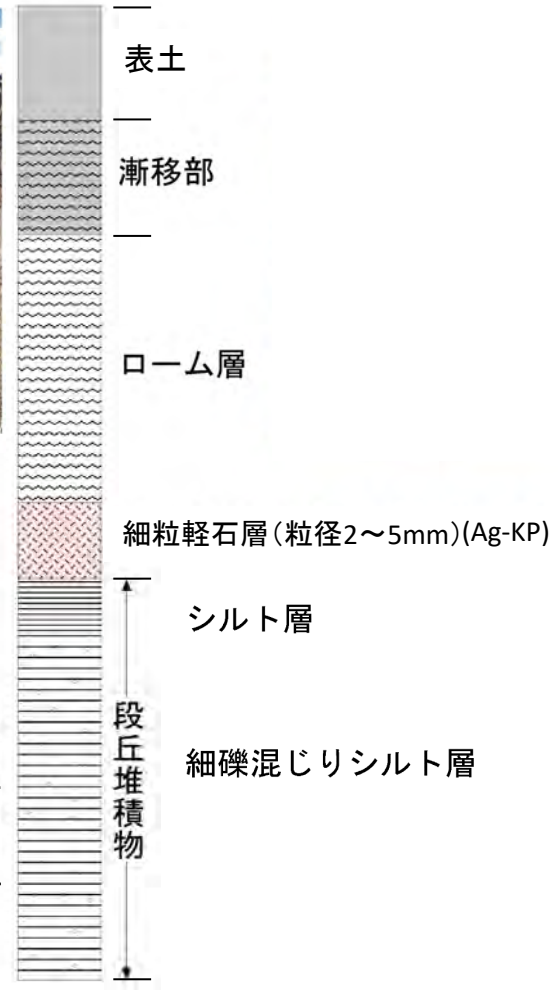 表土
漸移部
ローム層
細粒軽石層(粒径2~5mm)(Ag-KP)
シルト層
段丘堆積物
細礫混じりシルト層